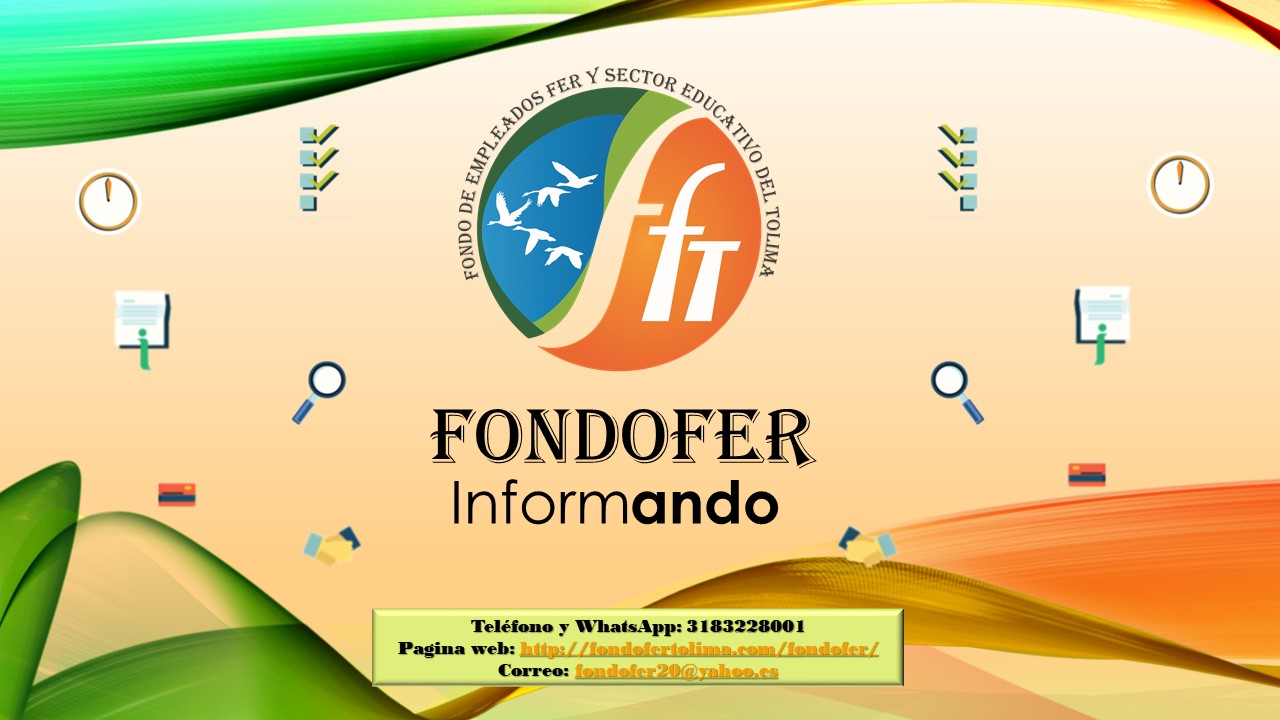 FONDO DE EMPLEADOS FER Y SECTOR EDUCATIVO DEL TOLIMA
fft
FONDOFER
Informando
Teléfono y WhatsApp: 3183228001
Pagina web: http://fondofertolima.com/fondofer/
Correo: fondofer20@yahoo.es